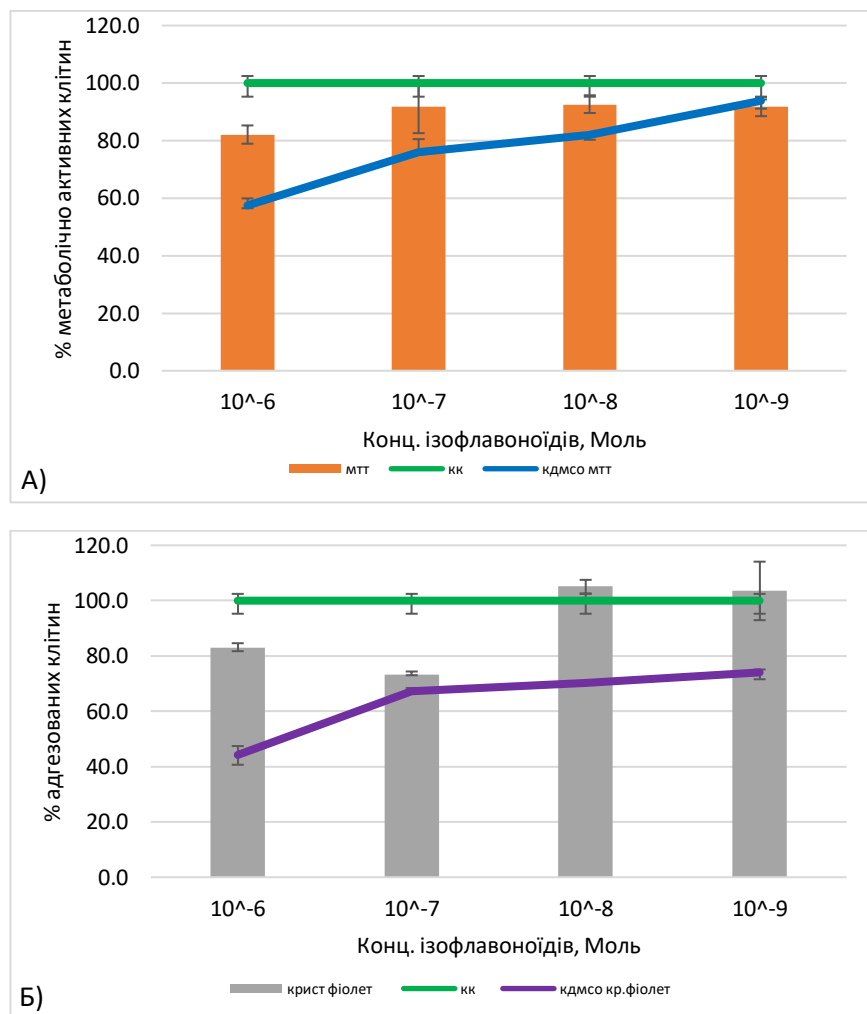 120.0
100.0
80.0
60.0
40.0
20.0
0.0
% метаболічно активних клітин
10^-6 10^-7 10^-8 10^-9
Конц. ізофлавоноїдів, Моль
мтт кк кдмсо мтт
А)
120.0
100.0
80.0
60.0
40.0
20.0
0.0
% адгезованих клітин
10^-6 10^-7 10^-8 10^-9
Конц. ізофлавоноїдів, Моль
крист фіолет кк кдмсо кр.фіолет
Б)